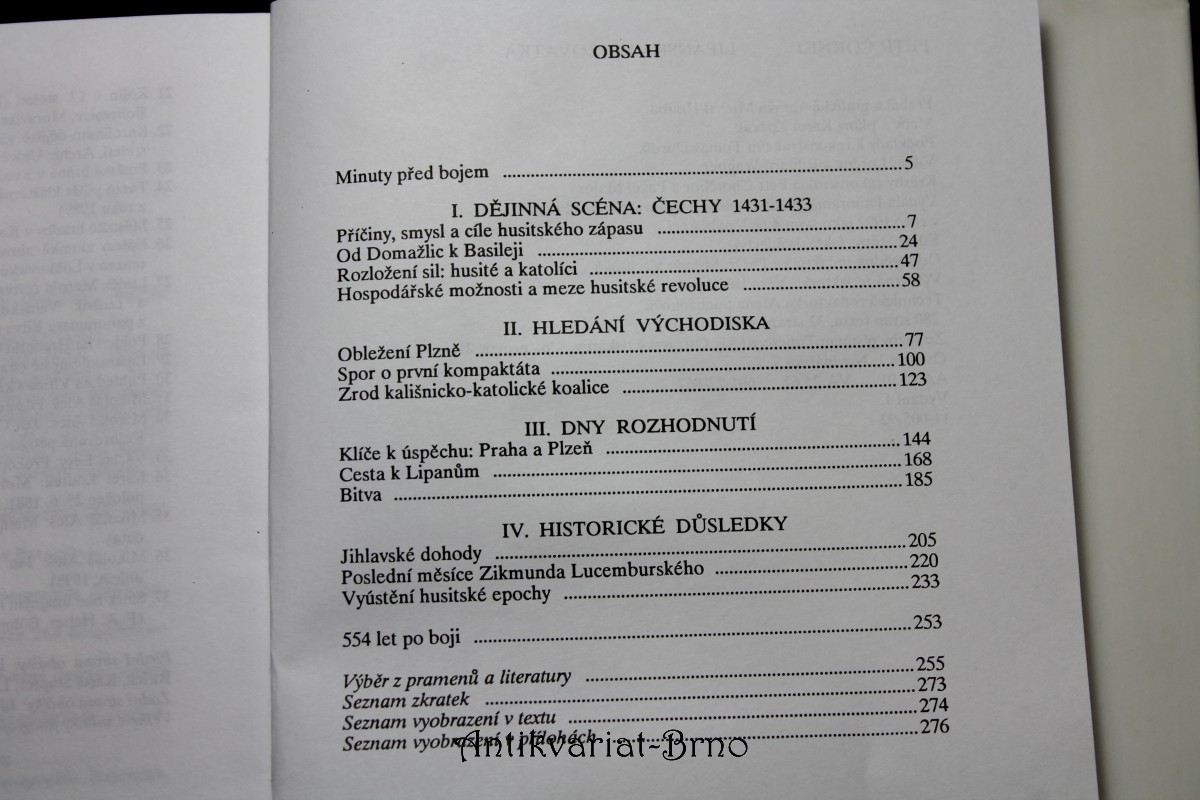 OBSAH
Minuty před bojem ........ 5
I. DĚJINNÁ SCÉNA: ČECHY 1431-1433
Příčiny, smysl a cíle husitského zápasu ........ 7
Od Domažlic k Basileji ........ 24
Rozložení sil: husité a katolíci ........ 47
Hospodářské možnosti a meze husitské revoluce ........ 58
II. HLEDÁNÍ VÝCHODISKA
Obležení Plzně ........ 77
Spor o první kompaktáta ........ 100
Zrod kališnicko-katolické koalice ........ 123
III. DNY ROZHODNUTÍ
Klíče k úspěchu: Praha a Plzeň ........ 144
Cesta k Lipanům ........ 168
Bitva ........ 185
IV. HISTORICKÉ DŮSLEDKY
Jihlavské dohody ........ 205
Poslední měsíce Zikmunda Lucemburského ........ 220
Vyústění husitské epochy ........ 233
554 let po boji ........ 253
Výběr z pramenů a literatury ........ 255
Seznam zkratek ........ 273
Seznam vyobrazení v textu ........ 274
Seznam vyobrazení v přílohách ........ 276
Antikvariat-Brno